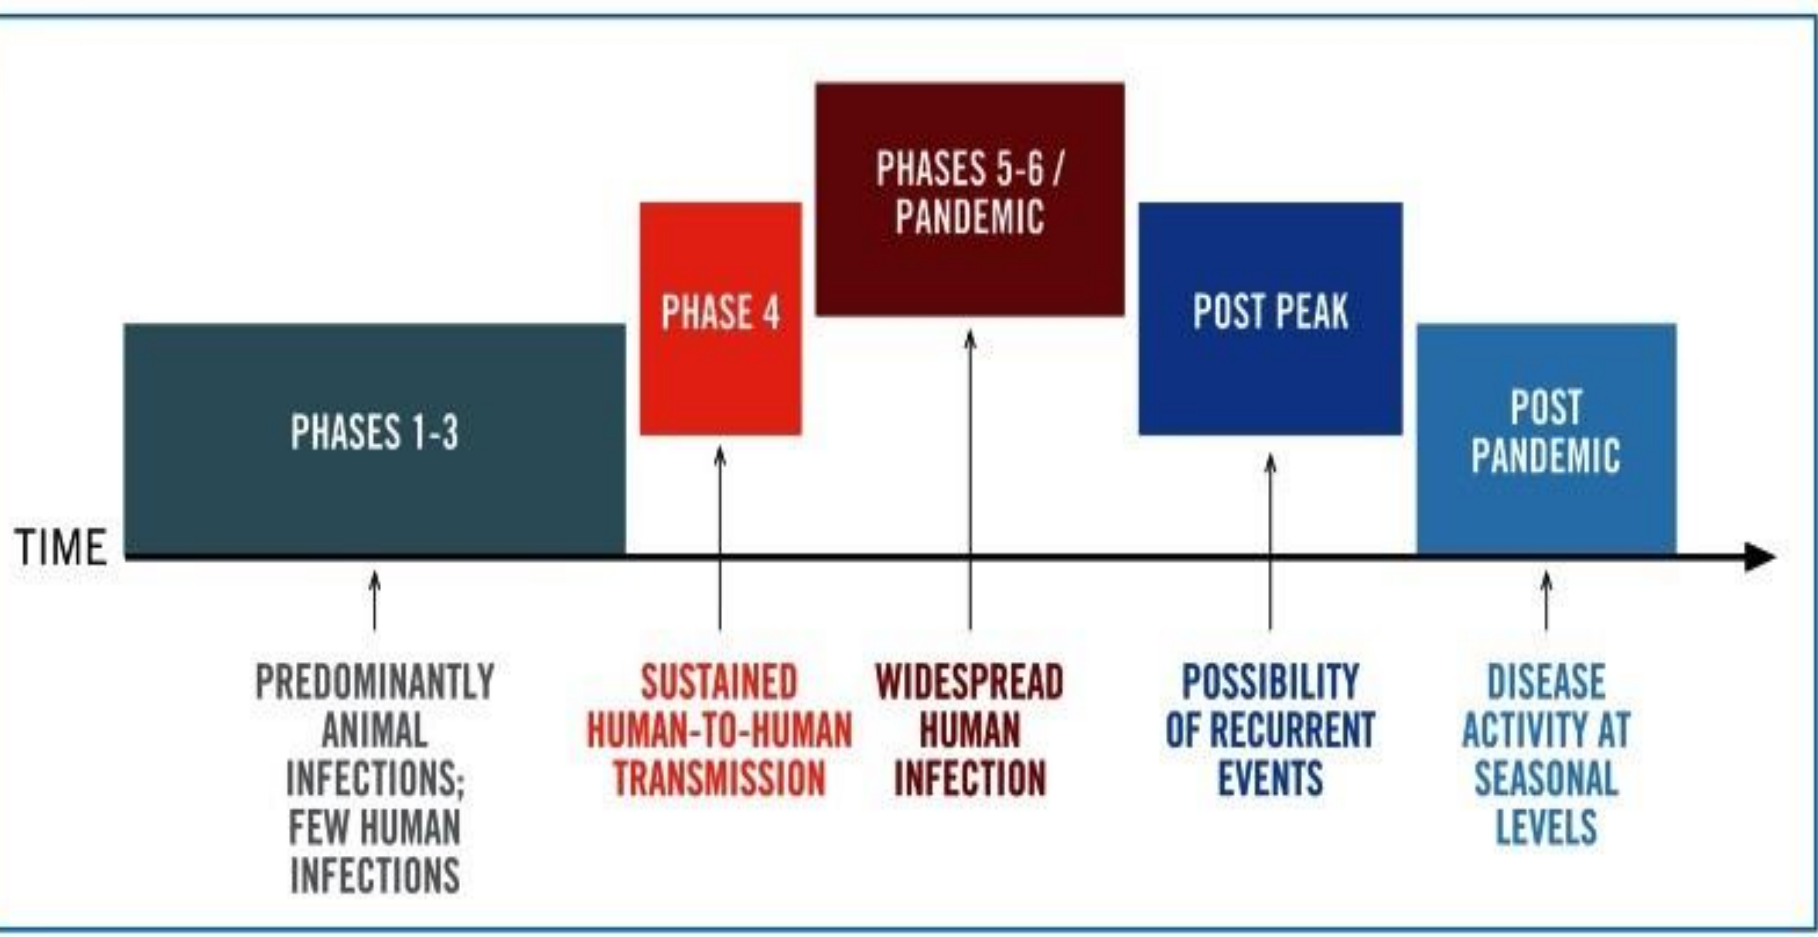 PHASES 5-6 /
PANDEMIC
PHASE 4
POST PEAK
PHASES 1-3
POST
PANDEMIC
TIME
PREDOMINANTLY
ANIMAL
INFECTIONS;
FEW HUMAN
INFECTIONS
SUSTAINED
HUMAN-TO-HUMAN
TRANSMISSION
WIDESPREAD
HUMAN
INFECTION
POSSIBILITY
OF RECURRENT
EVENTS
DISEASE
ACTIVITY AT
SEASONAL
LEVELS